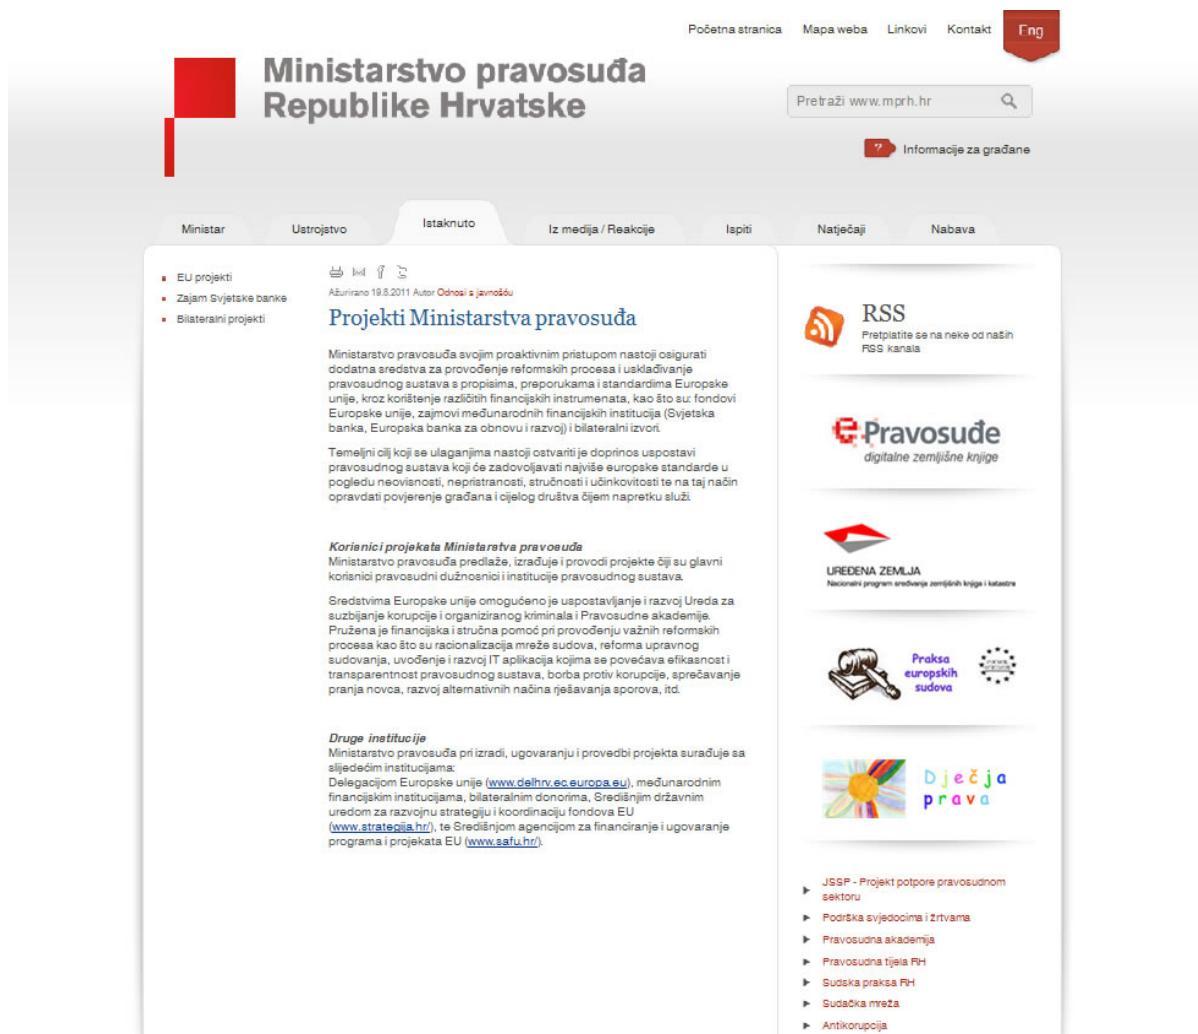 Početna stranica Mapa weba Linkovi Kontakt Eng
Ministarstvo pravosuđa
Republike Hrvatske
Pretraži www.mprh.hr
? Informacije za građane
Ministar Ustrojstvo Istaknuto Iz medija / Reakcije Ispiti Natječaji Nabava
EU projekti
Zajam Svjetske banke
Bilateralni projekti
Ažurirano 19.8.2011 Autor Odnosi s javnošću
Projekti Ministarstva pravosuđa
Ministarstvo pravosuđa svojim proaktivnim pristupom nastoji osigurati
dodatna sredstva za provođenje reformskih procesa i usklađivanje
pravosudnog sustava s propisima, preporukama i standardima Europske
unije, kroz korištenje različitih financijskih instrumenata, kao što su: fondovi
Europske unije, zajmovi međunarodnih financijskih institucija (Svjetska
banka, Europska banka za obnovu i razvoj) i bilateralni izvori.
Temeljni cilj koji se ulaganjima nastoji ostvariti je doprinos uspostavi
pravosudnog sustava koji će zadovoljavati najviše europske standarde u
pogledu neovisnosti, nepristranosti, stručnosti i učinkovitosti te na taj način
opravdati povjerenje građana i cijelog društva čijem napretku služi.
Korisnici projekata Ministarstva pravosuđa
Ministarstvo pravosuđa predlaže, izrađuje i provodi projekte čiji su glavni
korisnici pravosudni dužnosnici i institucije pravosudnog sustava.
Sredstvima Europske unije omogućeno je uspostavljanje i razvoj Ureda za
suzbijanje korupcije i organiziranog kriminala i Pravosudne akademije.
Pružena je financijska i stručna pomoć pri provođenju važnih reformskih
procesa kao što su racionalizacija mreže sudova, reforma upravnog
sudovanja, uvođenje i razvoj IT aplikacija kojima se povećava efikasnost i
transparentnost pravosudnog sustava, borba protiv korupcije, sprečavanje
pranja novca, razvoj alternativnih načina rješavanja sporova, itd.
Druge institucije
Ministarstvo pravosuđa pri izradi, ugovaranju i provedbi projekta surađuje sa
slijedećim institucijama:
Delegacijom Europske unije (www.delhrv.ec.europa.eu), međunarodnim
financijskim institucijama, bilateralnim donorima, Središnjim državnim
uredom za razvojnu strategiju i koordinaciju fondova EU
(www.strategija.hr/), te Središnjom agencijom za financiranje i ugovaranje
programa i projekata EU (www.safu.hr/).
RSS
Pretplatite se na neke od naših
RSS kanala
e-Pravosuđe
digitalne zemljišne knjige
UREĐENA ZEMLJA
Nacionalni program sređivanja zemljišnih knjiga i katastra
Praksa
europskih
sudova
Dječja
prava
JSSP - Projekt potpore pravosudnom
sektoru
Podrška svjedocima i žrtvama
Pravosudna akademija
Pravosudna tijela RH
Sudska praksa RH
Sudačka mreža
Antikorupcija